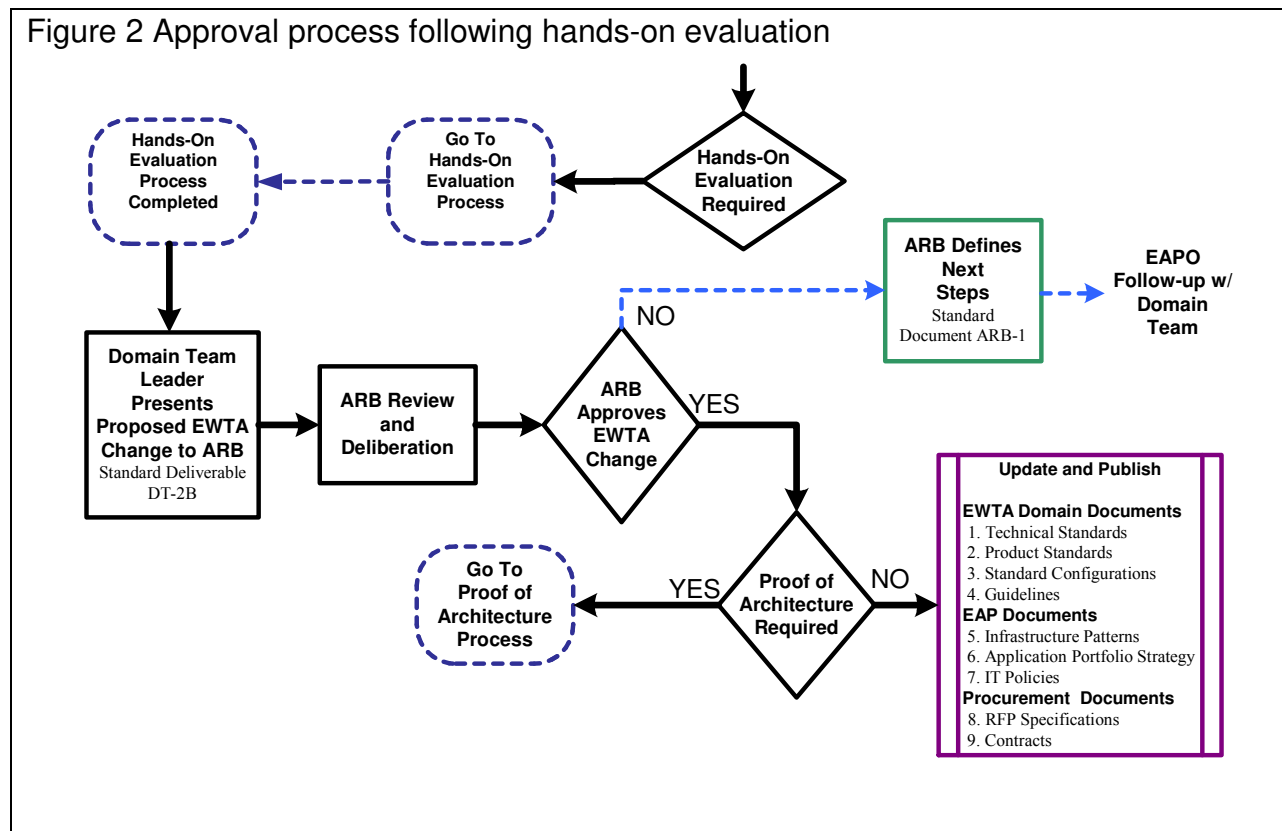 Figure 2 Approval process following hands-on evaluation
Hands-On
Evaluation
Process
Completed
Go To
Hands-On
Evaluation
Process
Hands-On
Evaluation
Required
ARB Defines
Next
Steps
Standard
Document ARB-1
EAPO
Follow-up w/
Domain
Team
NO
Domain Team
Leader
Presents
Proposed EWTA
Change to ARB
Standard Deliverable
DT-2B
ARB Review
and
Deliberation
ARB
Approves
EWTA
Change
YES
Go To
Proof of
Architecture
Process
YES
Proof of
Architecture
Required
NO
Update and Publish
EWTA Domain Documents
1. Technical Standards
2. Product Standards
3. Standard Configurations
4. Guidelines
EAP Documents
5. Infrastructure Patterns
6. Application Portfolio Strategy
7. IT Policies
Procurement Documents
8. RFP Specifications
9. Contracts